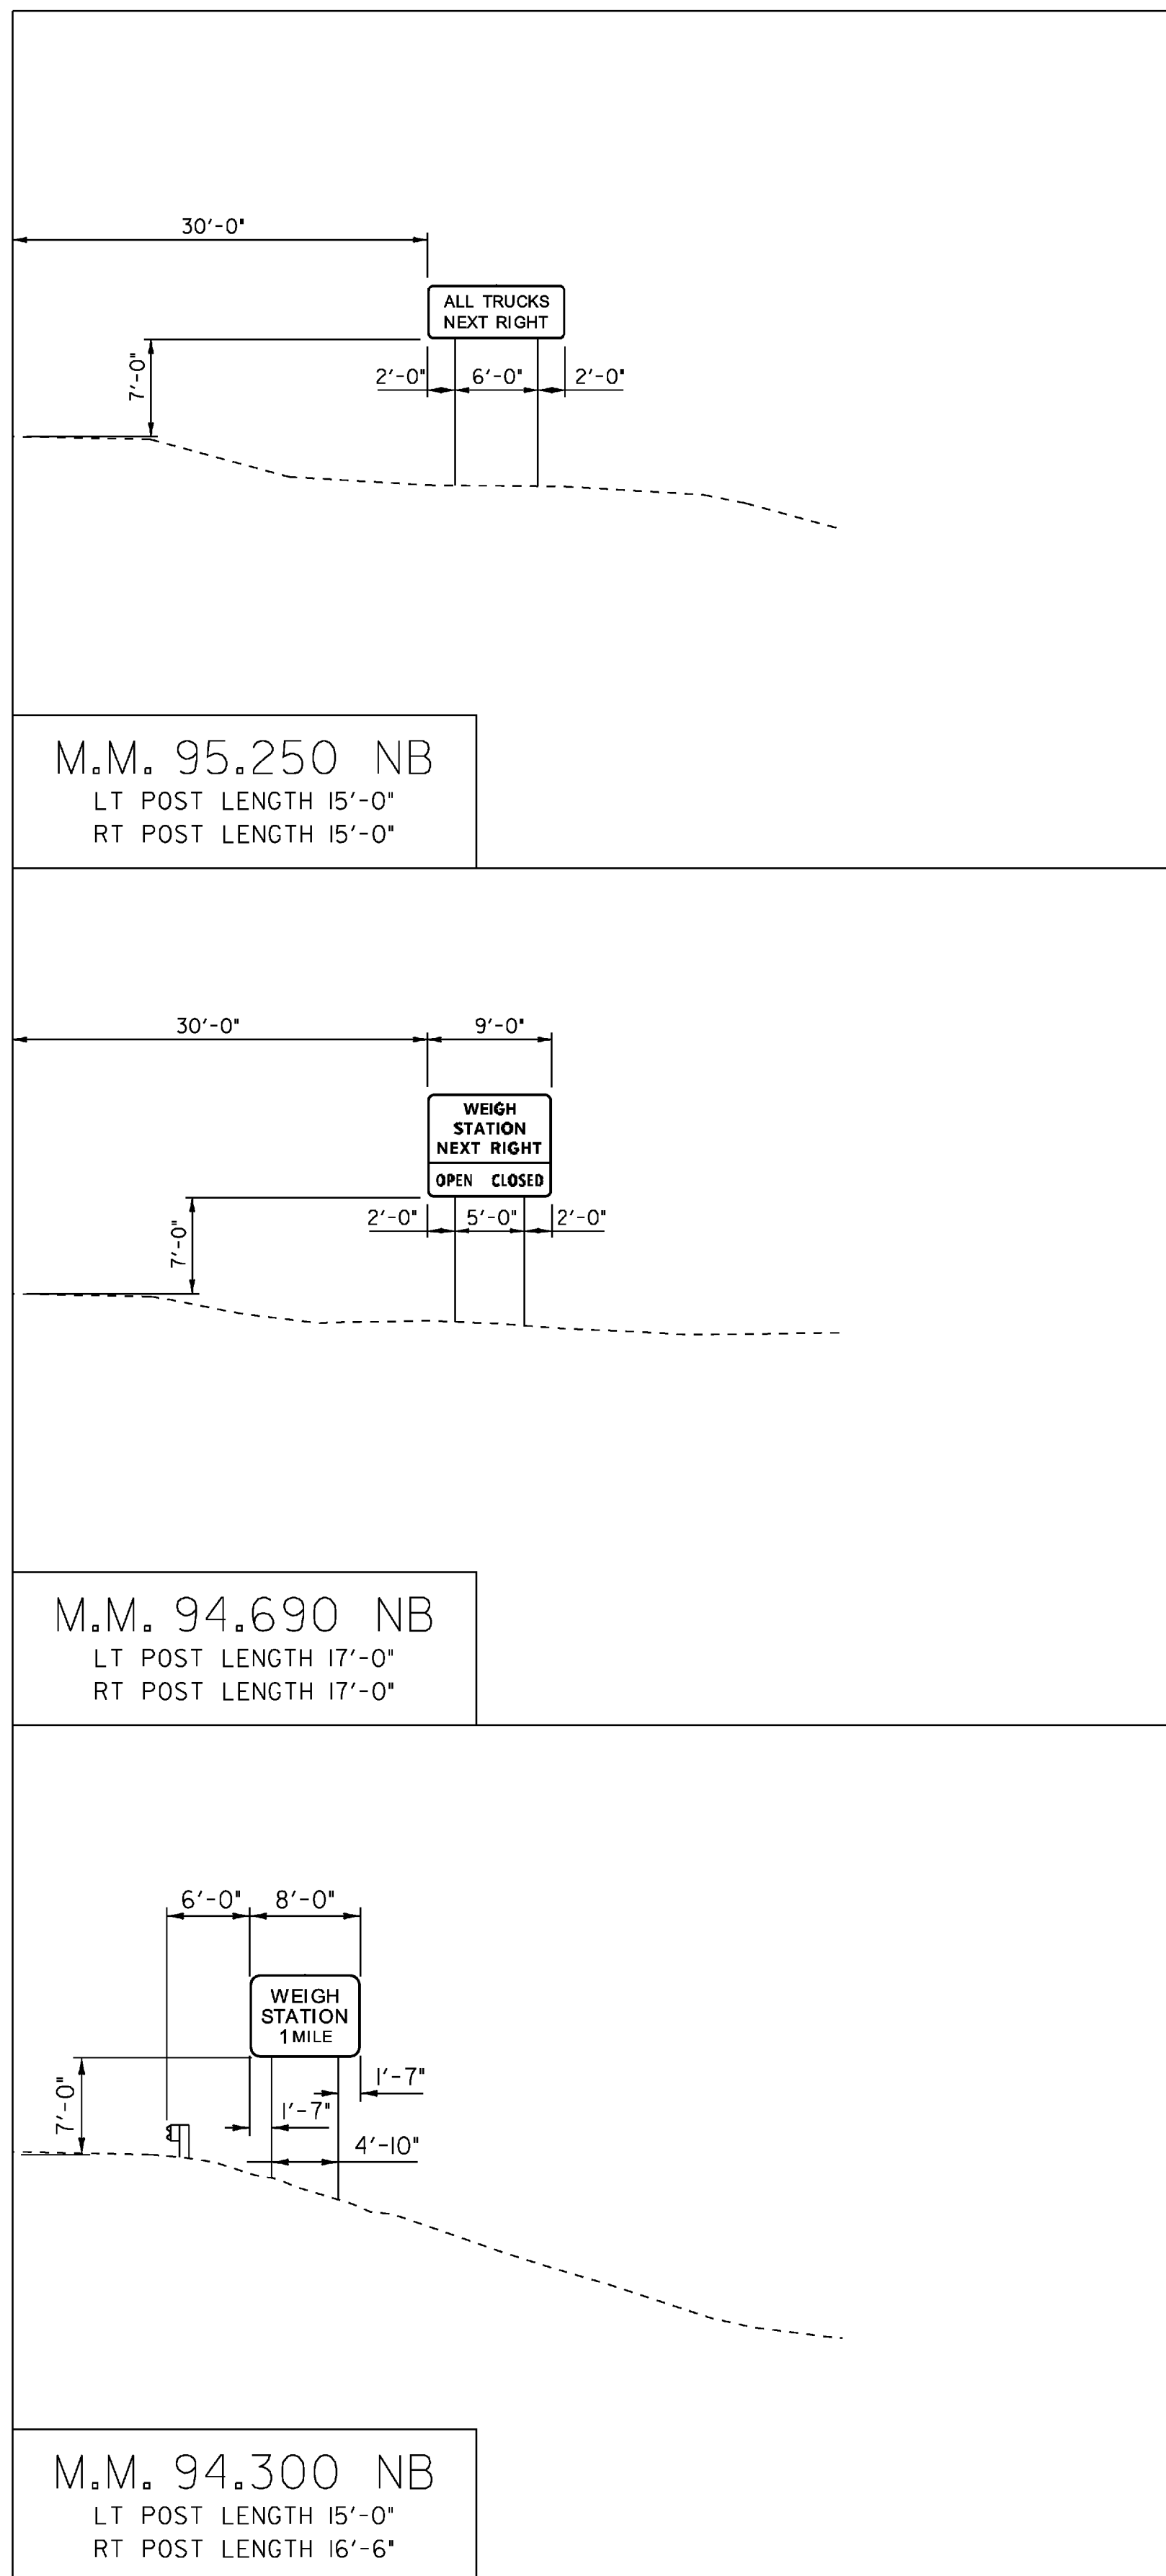 30'-0"
ALL TRUCKS
NEXT RIGHT
7'-0"
2'-0" 6'-0" 2'-0"
M.M. 95.250 NB
LT POST LENGTH 15'-0"
RT POST LENGTH 15'-0"
30'-0" 9'-0"
WEIGH
STATION
NEXT RIGHT
OPEN CLOSED
7'-0"
2'-0" 5'-0" 2'-0"
M.M. 94.690 NB
LT POST LENGTH 17'-0"
RT POST LENGTH 17'-0"
6'-0" 8'-0"
WEIGH
STATION
1 MILE
7'-0"
1'-7"
1'-7"
4'-10"
M.M. 94.300 NB
LT POST LENGTH 15'-0"
RT POST LENGTH 16'-6"